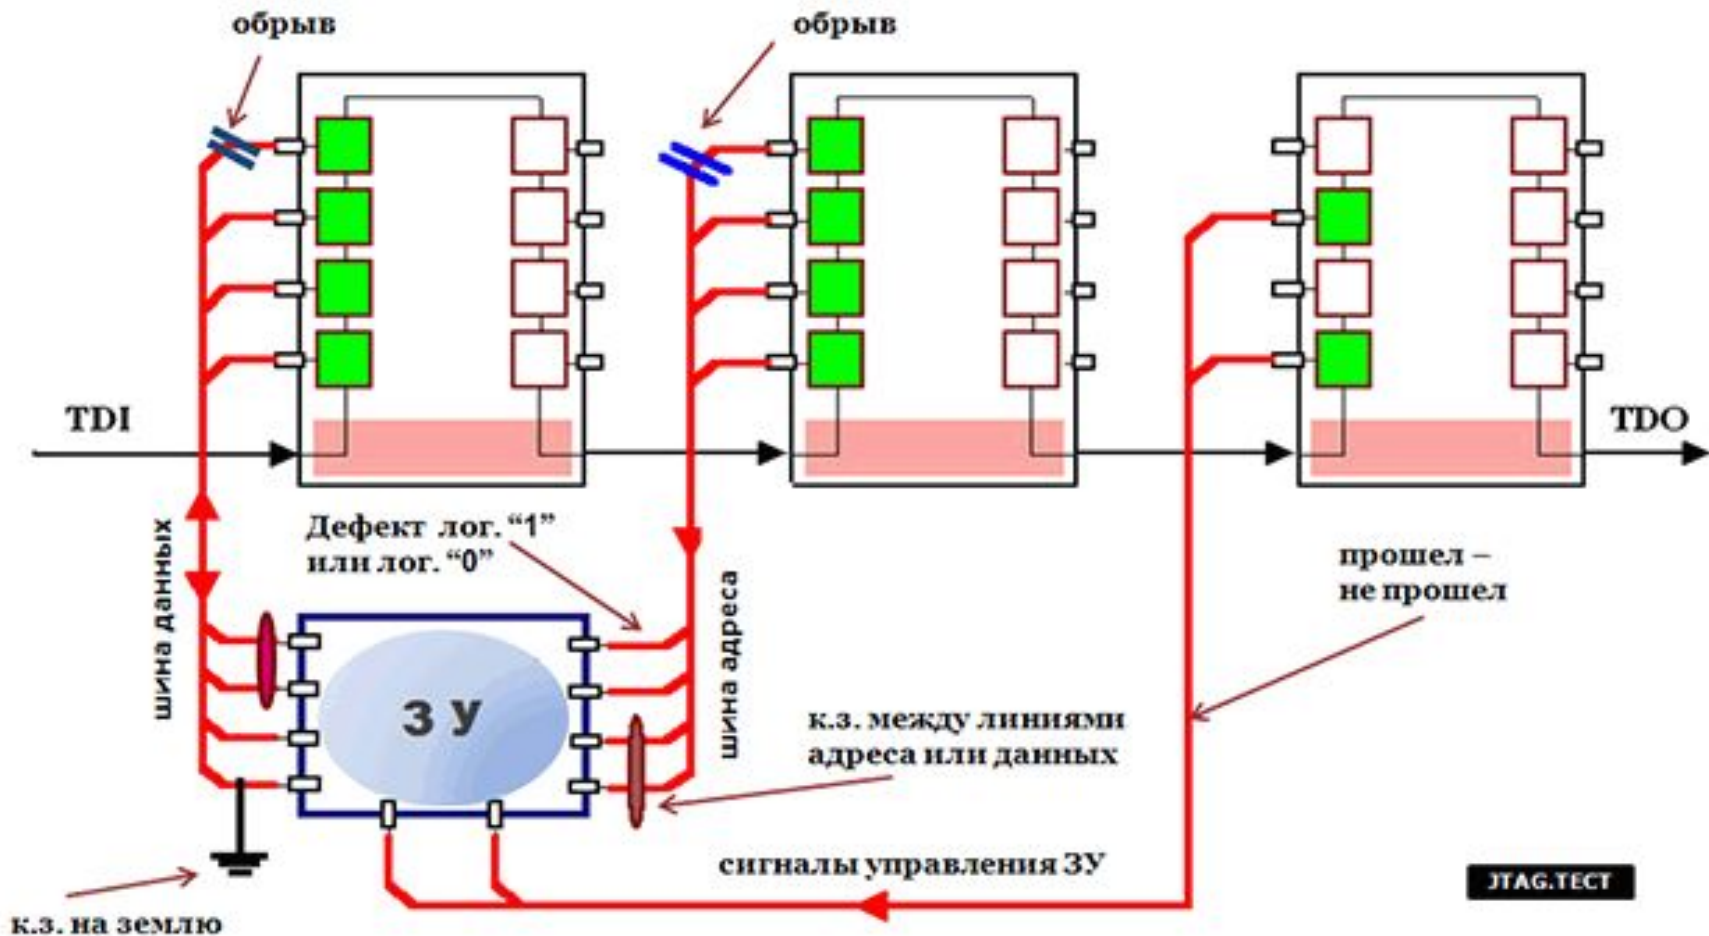 обрыв
обрыв
TDI
TDO
Дефект лог. “1”
или лог. “0”
прошел –
не прошел
шина данных
шина адреса
З У
к.з. между линиями
адреса или данных
сигналы управления ЗУ
JTAG.ТЕСТ
к.з. на землю